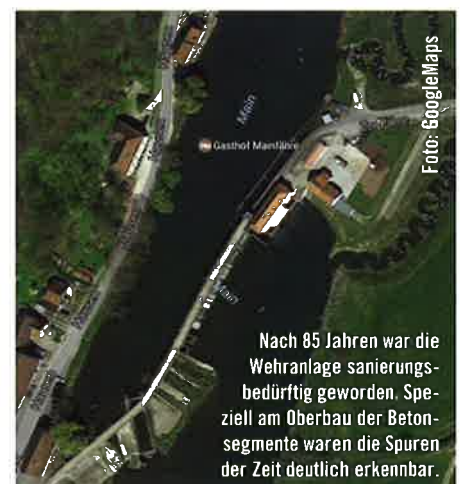 Foto: GoogleMaps
Main
Gasthof Mainfähre
Main
Nach 85 Jahren war die
Wehranlage sanierungs-
bedürftig geworden. Spe-
ziell am Oberbau der Beton-
segmente waren die Spuren
der Zeit deutlich erkennbar.